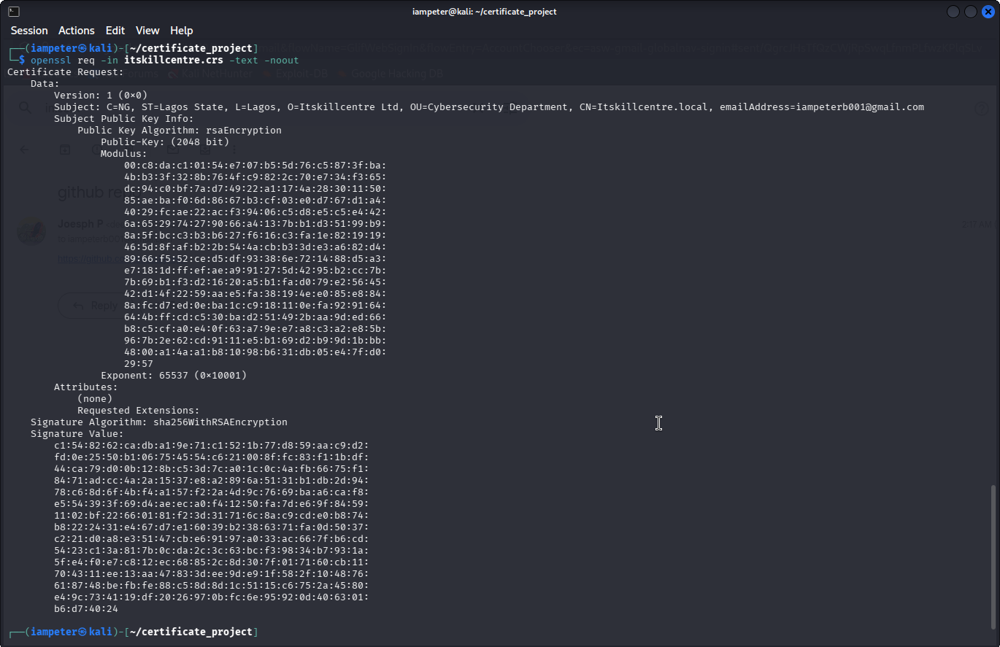 iampeter@kali: ~/certificate_project
Session Actions Edit View Help
┌──(iampeter㉿kali)-[~/certificate_project]
└─$ openssl req -in itskillcentre.crs -text -noout
Certificate Request:
Forums Kali NetHunter Exploit-DB Google Hacking DB
Data:
Version: 1 (0×0)
Subject: C=NG, ST=Lagos State, L=Lagos, O=Itskillcentre Ltd, OU=Cybersecurity Department, CN=Itskillcentre.local, emailAddress=iampeterb001@gmail.com
Subject Public Key Info:
Public Key Algorithm: rsaEncryption
Public-Key: (2048 bit)
Modulus:
00:c8:da:c1:01:54:e7:07:b5:5d:76:c5:87:3f:ba:
4b:b3:3f:32:8b:76:4f:c9:82:2c:70:e7:34:f3:65:
dc:94:c0:bf:7a:d7:49:22:a1:17:4a:28:30:11:50:
github
85:ae:ba:f0:6d:86:67:b3:cf:03:e0:d7:67:d1:a4:
40:29:fc:ae:22:ac:f3:94:06:c5:d8:e5:c5:e4:42:
6a:65:29:74:27:90:66:a4:13:7b:b1:d3:51:99:b9:
Joesph P
2:17 AM
8a:5f:bc:c3:b3:b6:27:f6:16:c3:fa:1e:82:19:19:
to iampeterb001
46:5d:8f:af:b2:2b:54:4a:cb:b3:3d:e3:a6:82:d4:
89:66:f5:52:ce:d5:df:93:38:6e:72:14:88:d5:a3:
e7:18:1d:ff:ef:ae:a9:91:27:5d:42:95:b2:cc:7b:
7b:69:b1:f3:d2:16:20:a5:b1:fa:d0:79:e2:56:45:
42:d1:4f:22:59:aa:e5:fa:38:19:4e:e0:85:e8:84:
8a:fc:d7:ed:0e:ba:1c:c9:18:11:0e:fa:92:91:64:
Reply
64:4b:ff:cd:c5:30:ba:d2:51:49:2b:aa:9d:ed:66:
b8:c5:cf:a0:e4:0f:63:a7:9e:e7:a8:c3:a2:e8:5b:
96:7b:2e:62:cd:91:11:e5:b1:69:d2:b9:9d:1b:bb:
48:00:a1:4a:a1:b8:10:98:b6:31:db:05:e4:7f:d0:
29:57
Exponent: 65537 (0×10001)
Attributes:
(none)
Requested Extensions:
Signature Algorithm: sha256WithRSAEncryption
Signature Value:
c1:54:82:62:ca:db:a1:9e:71:c1:52:1b:77:d8:59:aa:c9:d2:
fd:0e:25:50:b1:06:75:45:54:c6:21:00:8f:fc:83:f1:1b:df:
44:ca:79:d0:0b:12:8b:c5:3d:7c:a0:1c:0c:4a:fb:66:75:f1:
84:71:ad:cc:4a:2a:15:37:e8:a2:89:6a:51:31:b1:db:2d:94:
78:c6:8d:6f:4b:f4:a1:57:f2:2a:4d:9c:76:69:ba:a6:ca:f8:
e5:54:39:3f:69:d4:ae:ec:a0:f4:12:50:fa:7d:e6:9f:84:59:
11:02:bf:22:66:01:81:f2:3d:31:71:6c:8a:c9:cd:e0:b8:74:
b8:22:24:31:e4:67:d7:e1:60:39:b2:38:63:71:fa:0d:50:37:
c2:21:d0:a8:e3:51:47:cb:e6:91:97:a0:33:ac:66:7f:b6:cd:
54:23:c1:3a:81:7b:0c:da:2c:3c:63:bc:f3:98:34:b7:93:1a:
5f:e4:f0:e7:c8:12:ec:68:85:2c:8d:30:7f:01:71:60:cb:11:
70:43:11:ee:13:aa:47:83:3d:ee:9d:e9:1f:58:2f:10:48:76:
61:87:48:be:fb:fe:88:c5:8d:8d:1c:51:15:c6:75:2a:45:80:
e4:9c:73:41:19:df:20:26:97:0b:fc:6e:95:92:0d:40:63:01:
b6:d7:40:24
┌──(iampeter㉿kali)-[~/certificate_project]